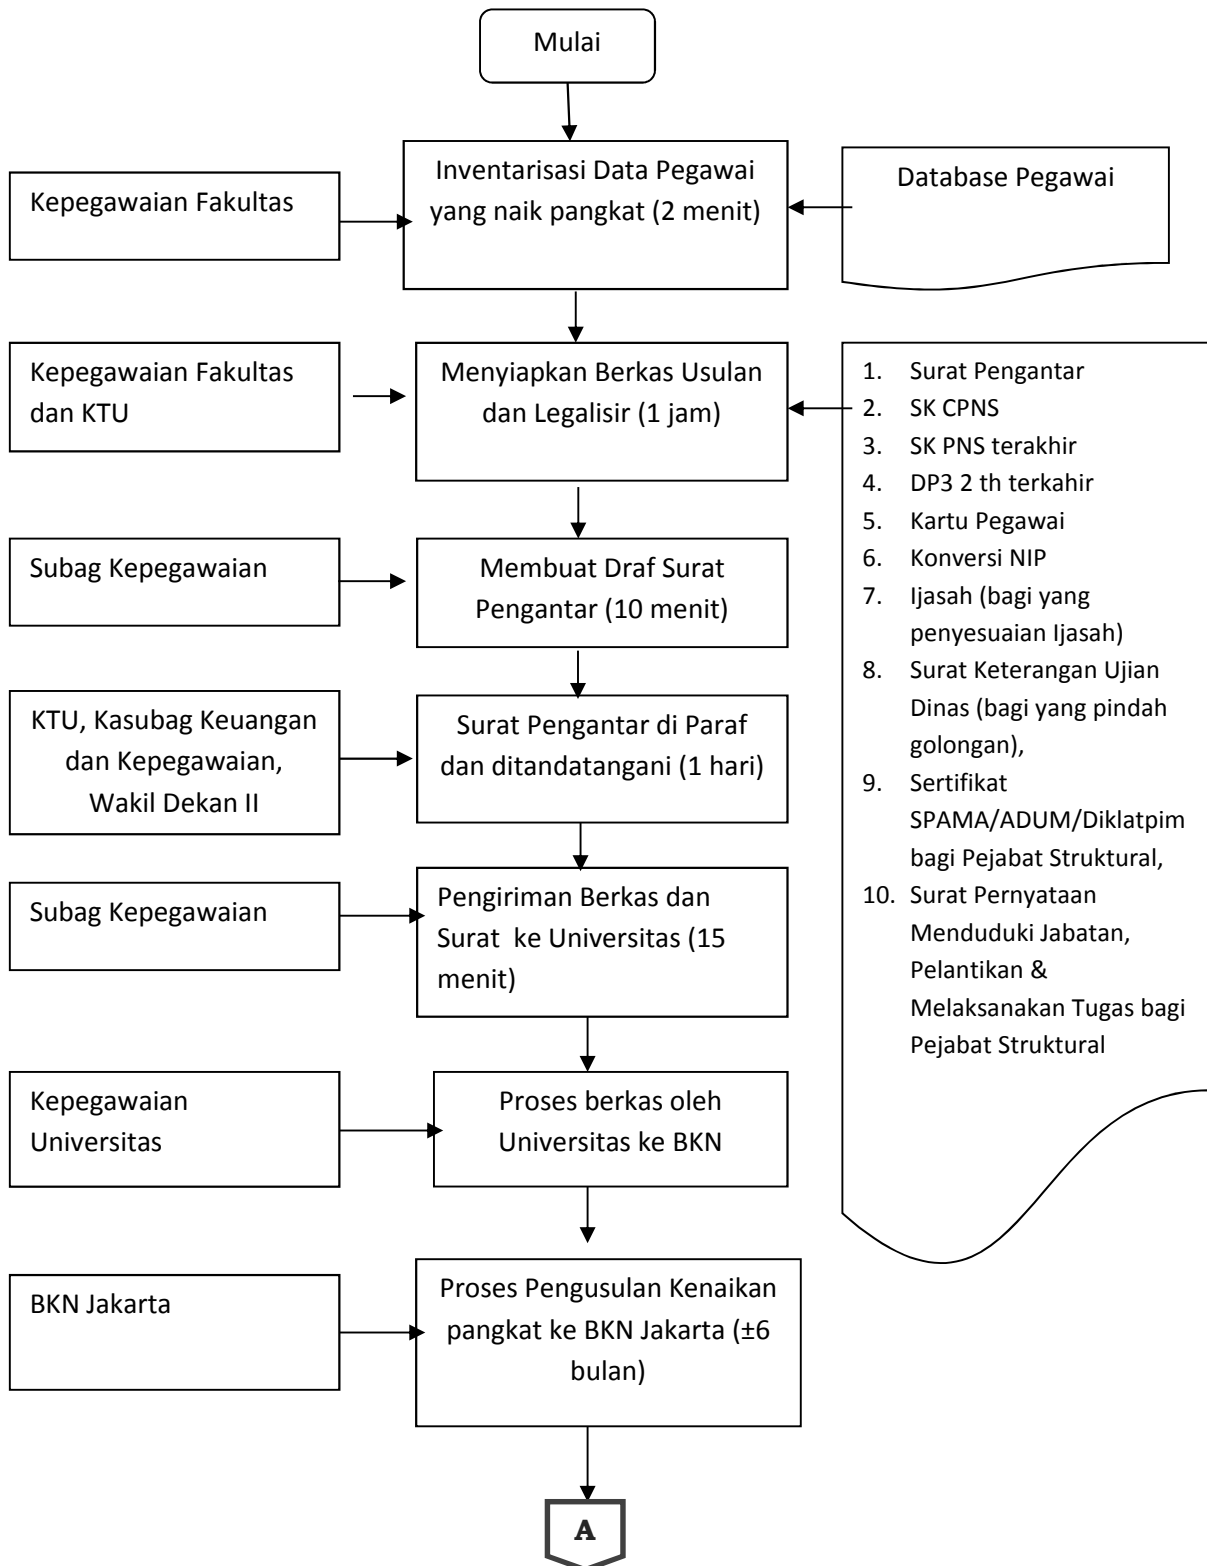 Mulai
Kepegawaian Fakultas
Inventarisasi Data Pegawai
yang naik pangkat (2 menit)
Database Pegawai
Kepegawaian Fakultas
dan KTU
Menyiapkan Berkas Usulan
dan Legalisir (1 jam)
1. Surat Pengantar
2. SK CPNS
3. SK PNS terakhir
4. DP3 2 th terkahir
5. Kartu Pegawai
6. Konversi NIP
7. Ijasah (bagi yang
penyesuaian Ijasah)
8. Surat Keterangan Ujian
Dinas (bagi yang pindah
golongan),
9. Sertifikat
SPAMA/ADUM/Diklatpim
bagi Pejabat Struktural,
10. Surat Pernyataan
Menduduki Jabatan,
Pelantikan &
Melaksanakan Tugas bagi
Pejabat Struktural
Subag Kepegawaian
Membuat Draf Surat
Pengantar (10 menit)
KTU, Kasubag Keuangan
dan Kepegawaian,
Wakil Dekan II
Surat Pengantar di Paraf
dan ditandatangani (1 hari)
Subag Kepegawaian
Pengiriman Berkas dan
Surat ke Universitas (15
menit)
Kepegawaian
Universitas
Proses berkas oleh
Universitas ke BKN
BKN Jakarta
Proses Pengusulan Kenaikan
pangkat ke BKN Jakarta (±6
bulan)
A